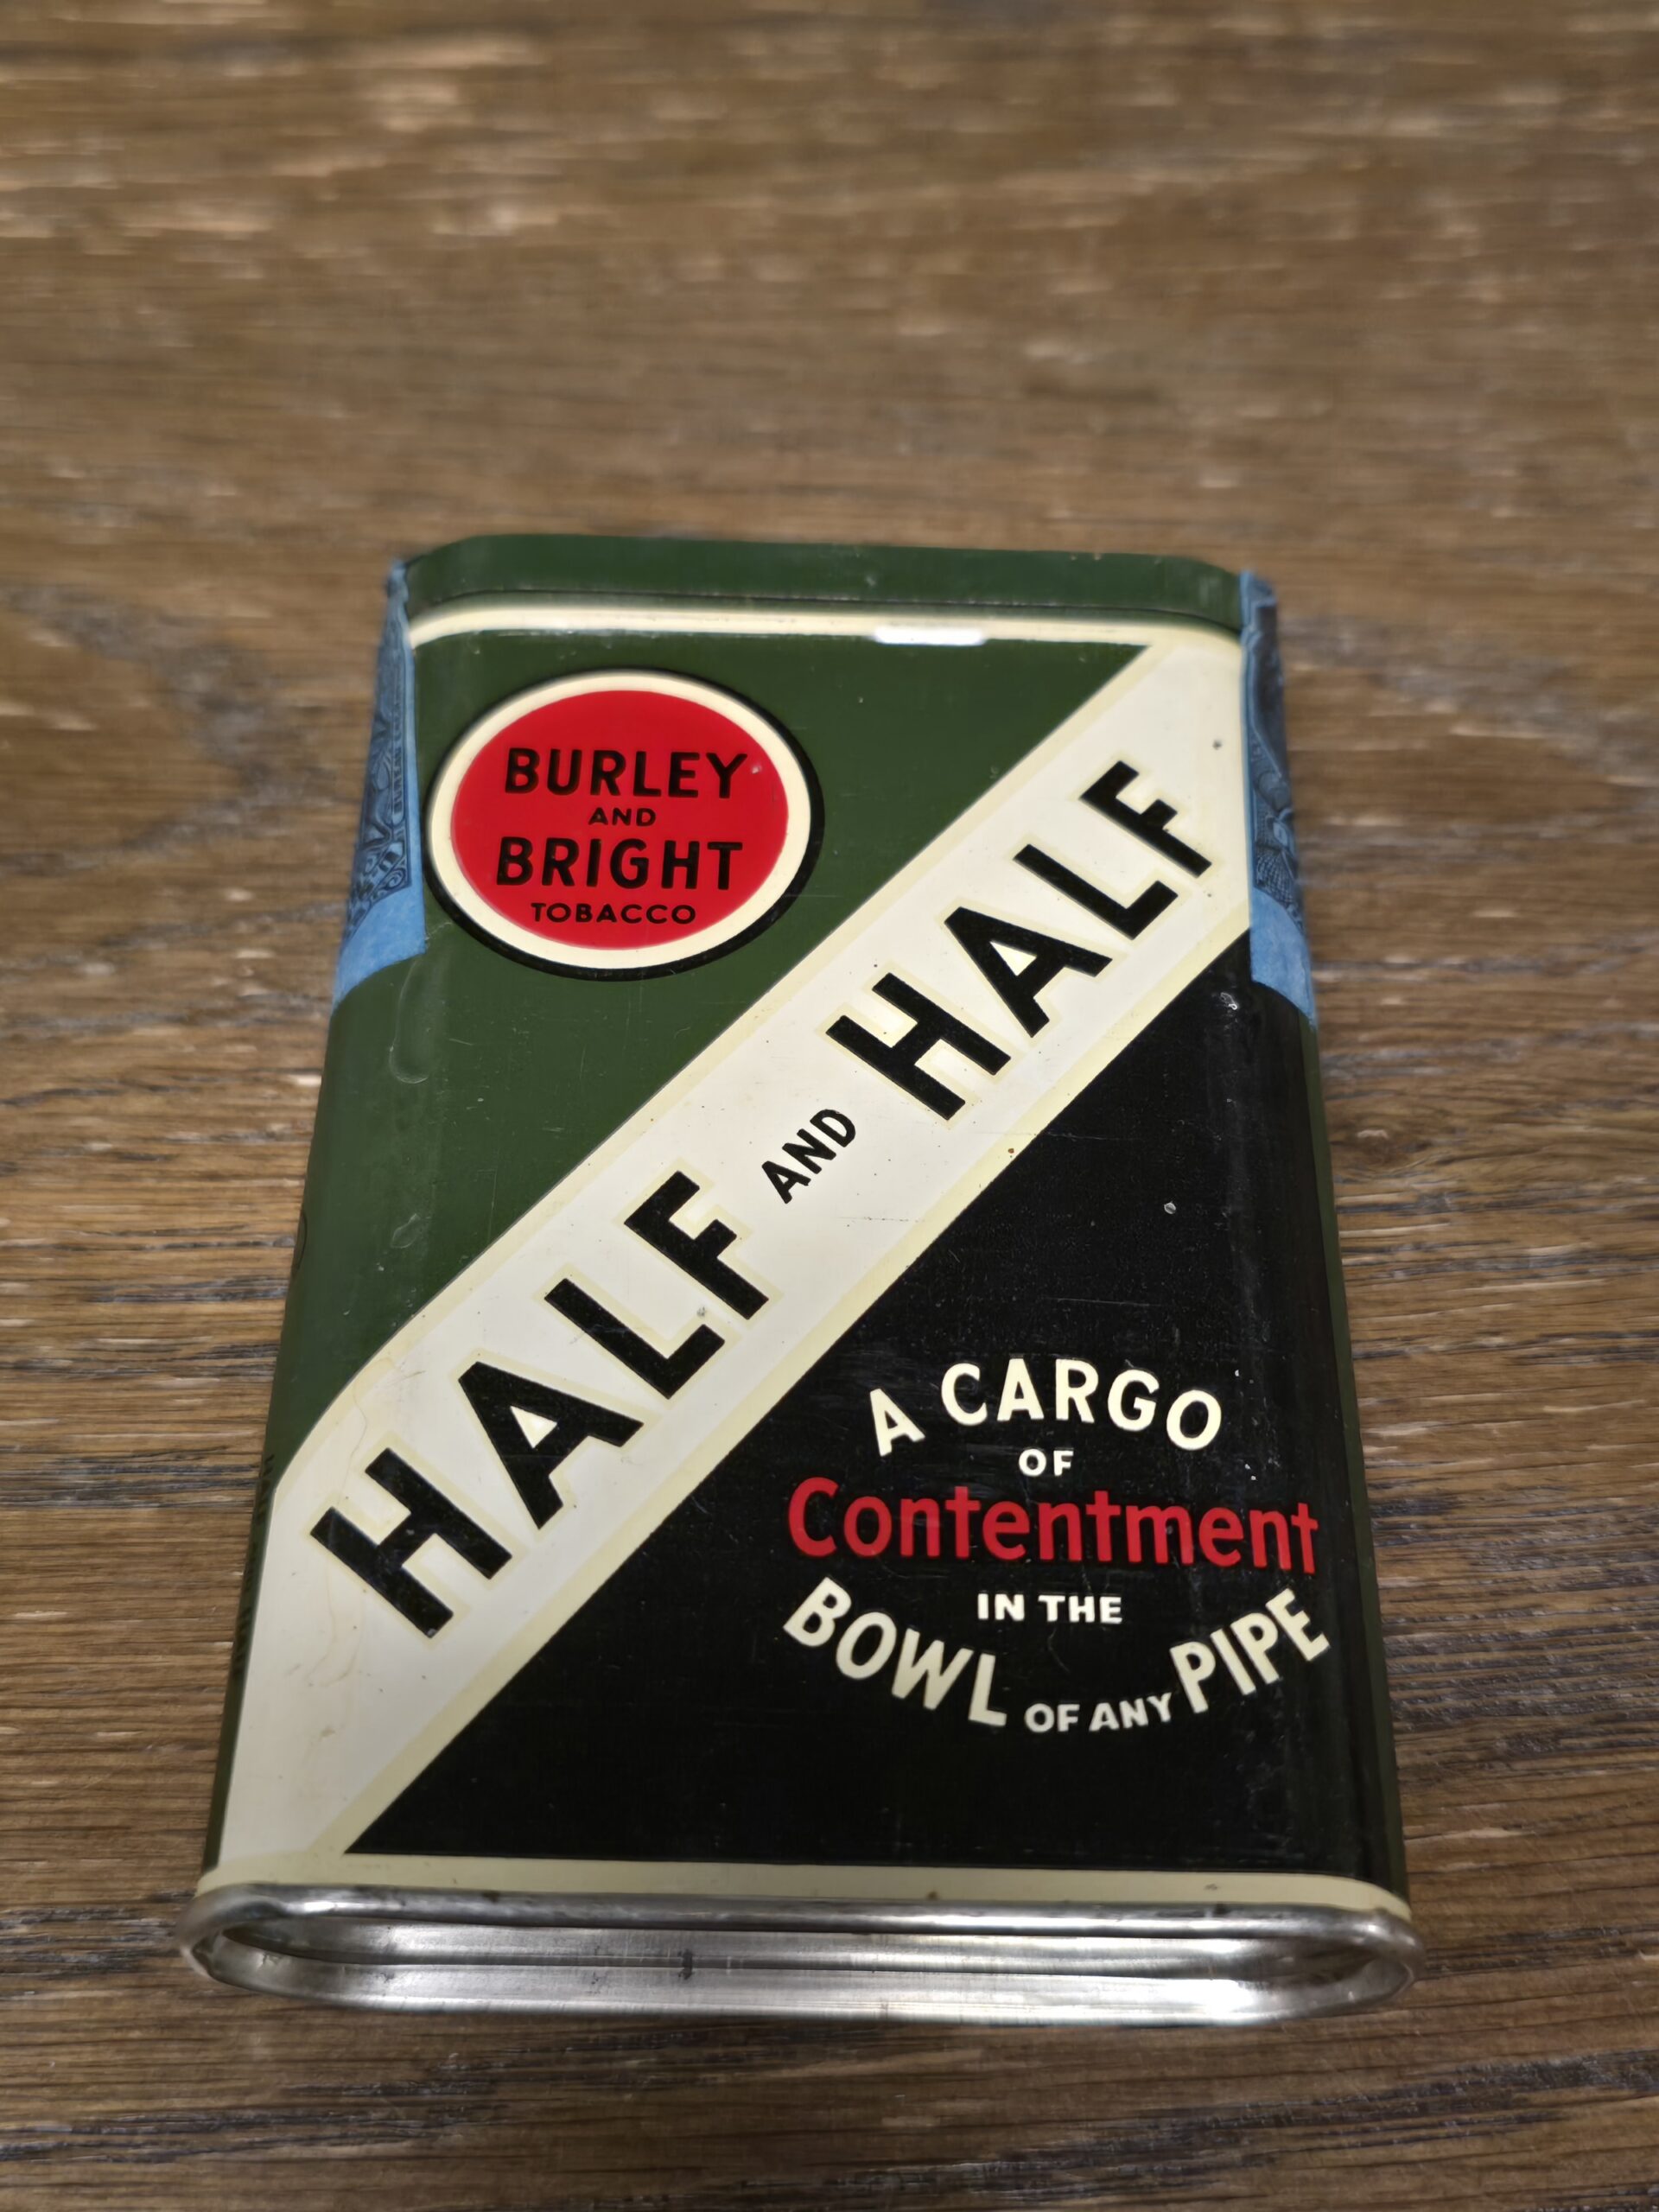 BURLEY
AND
BRIGHT
TOBACCO
HALF AND HALF
A CARGO
OF
Contentment
IN THE
BOWL OF ANY PIPE